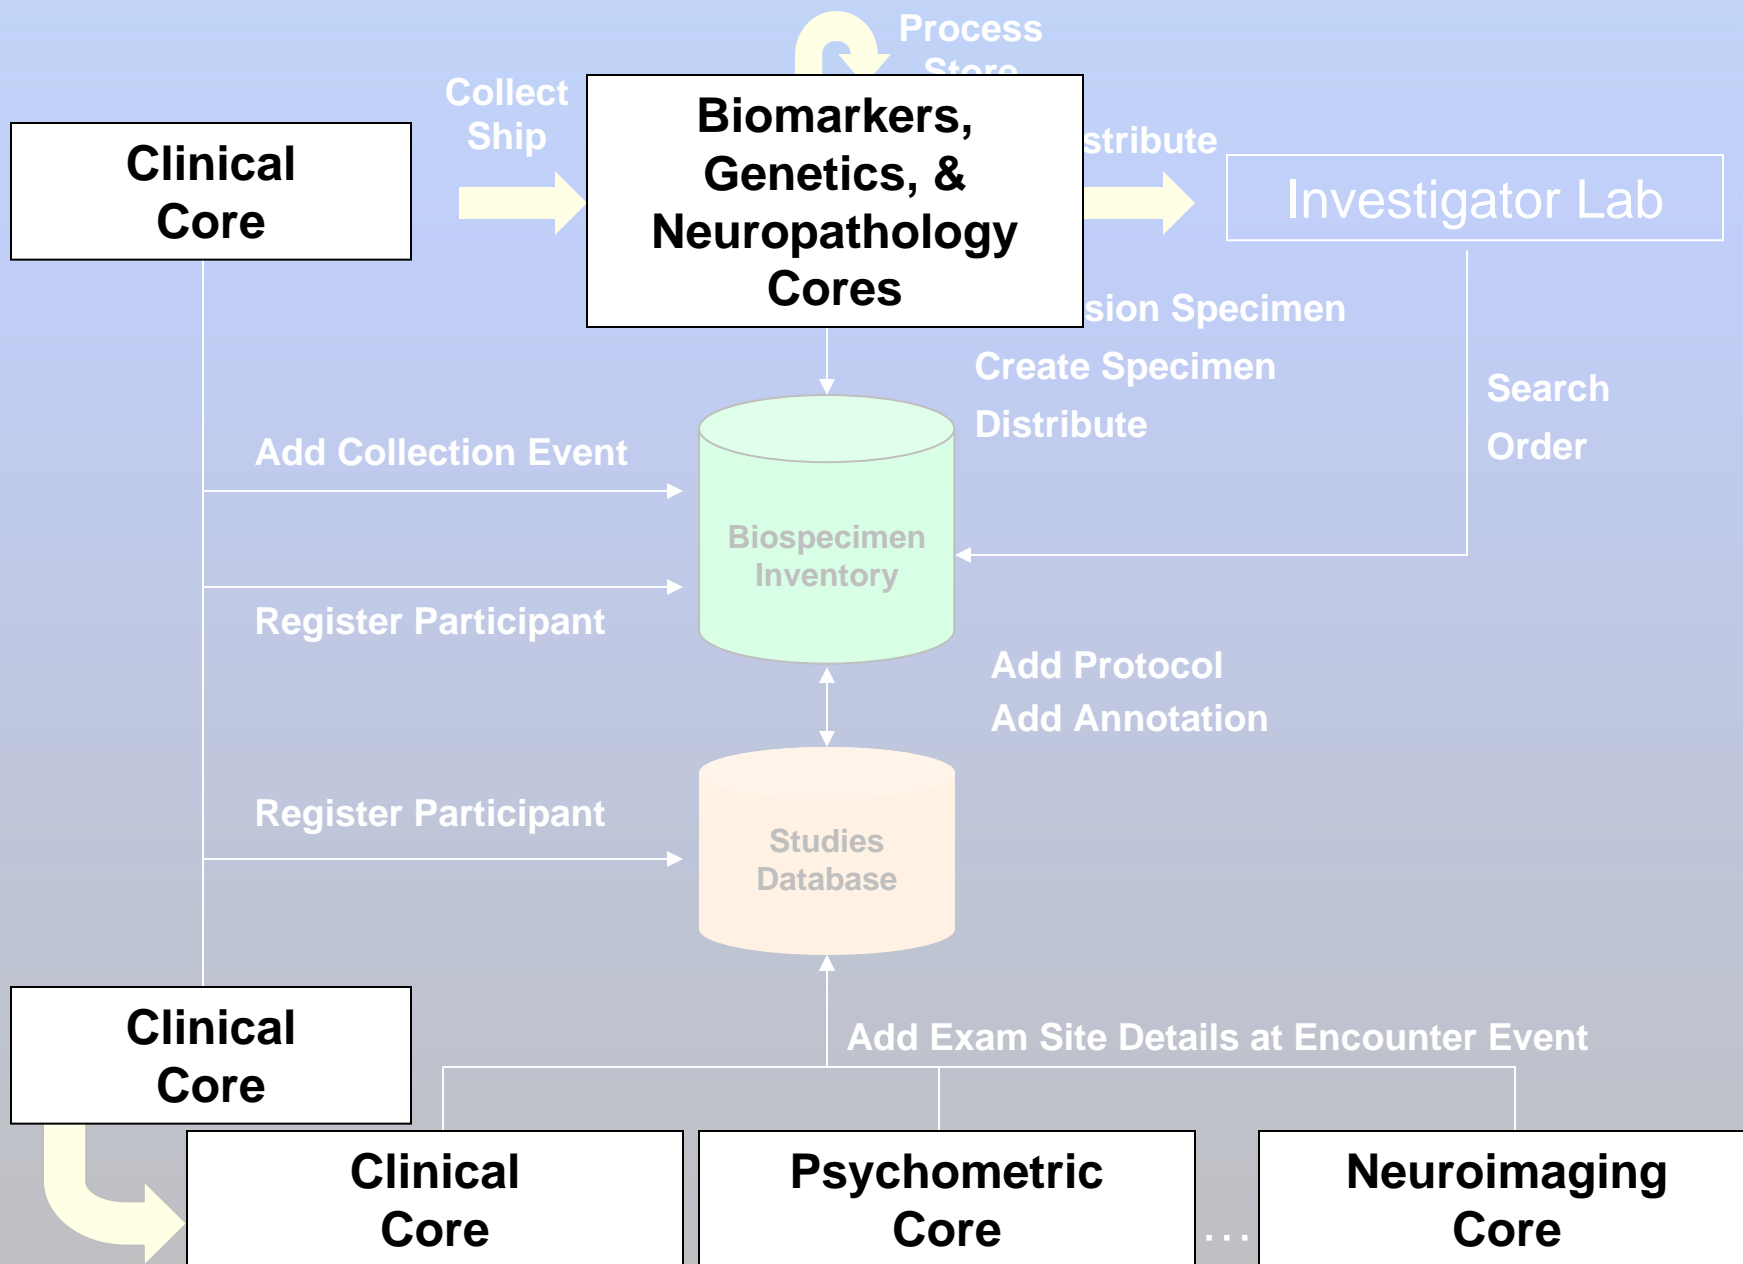 Process
Store
Collect
Ship
Biomarkers,
Genetics, &
Neuropathology
Cores
Clinical
Core
stribute
Investigator Lab
sion Specimen
Create Specimen
Distribute
Search
Order
Add Collection Event
Biospecimen
Inventory
Register Participant
Add Protocol
Add Annotation
Register Participant
Studies
Database
Clinical
Core
Add Exam Site Details at Encounter Event
Clinical
Core
Psychometric
Core
...
Neuroimaging
Core